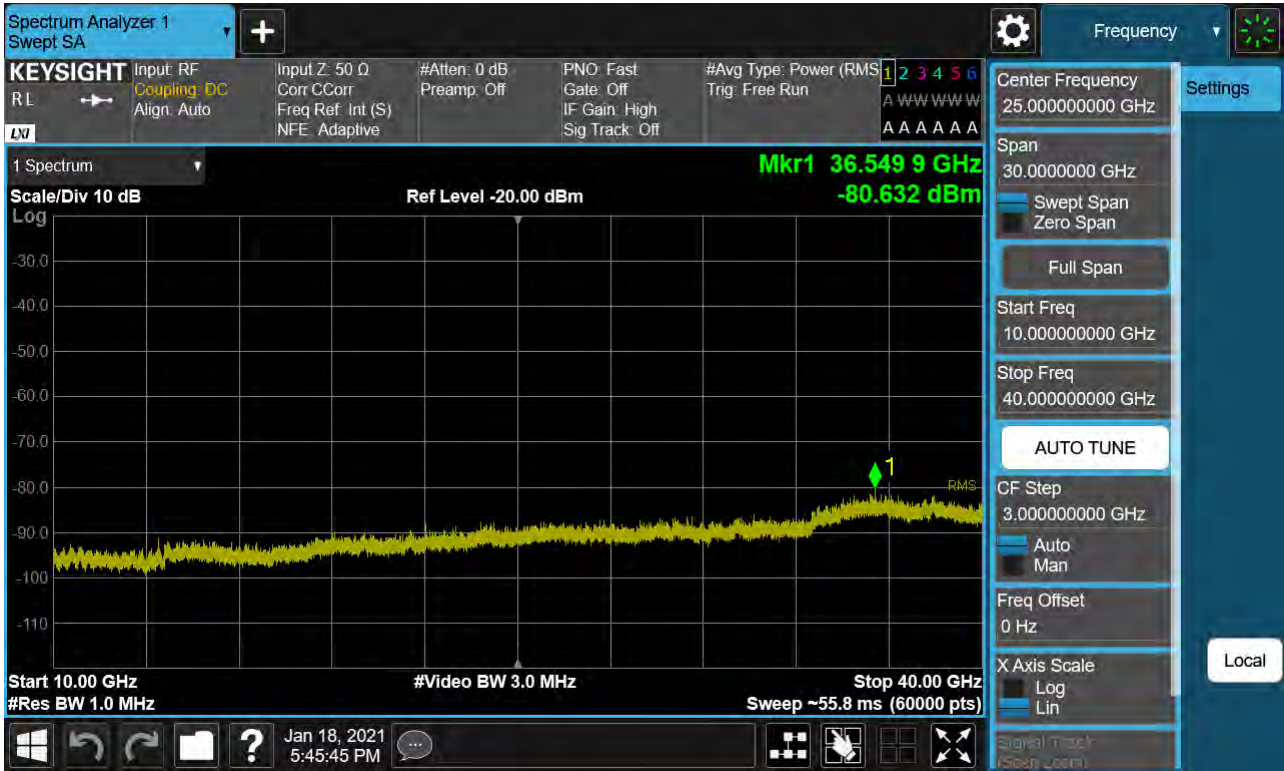 Spectrum Analyzer 1
Swept SA
Frequency
KEYSIGHT
R L
LXI
Input: RF
Coupling: DC
Align: Auto
Input Z: 50 Ω
Corr CCorr
Freq Ref: Int (S)
NFE: Adaptive
#Atten: 0 dB
Preamp: Off
PNO: Fast
Gate: Off
IF Gain: High
Sig Track: Off
#Avg Type: Power (RMS
Trig: Free Run
1 2 3 4 5 6
A W W W W W
A A A A A A
1 Spectrum
Scale/Div 10 dB
Ref Level -20.00 dBm
Mkr1 36.549 9 GHz
-80.632 dBm
Log
-30.0
-40.0
-50.0
-60.0
-70.0
-80.0
-90.0
-100
-110
1
RMS
Start 10.00 GHz
#Video BW 3.0 MHz
Stop 40.00 GHz
#Res BW 1.0 MHz
Sweep ~55.8 ms (60000 pts)
Center Frequency
25.000000000 GHz
Span
30.0000000 GHz
Swept Span
Zero Span
Full Span
Start Freq
10.000000000 GHz
Stop Freq
40.000000000 GHz
AUTO TUNE
CF Step
3.000000000 GHz
Auto
Man
Freq Offset
0 Hz
X Axis Scale
Log
Lin
Signal Track
(Span Zoom)
Settings
Local
?
Jan 18, 2021
5:45:45 PM